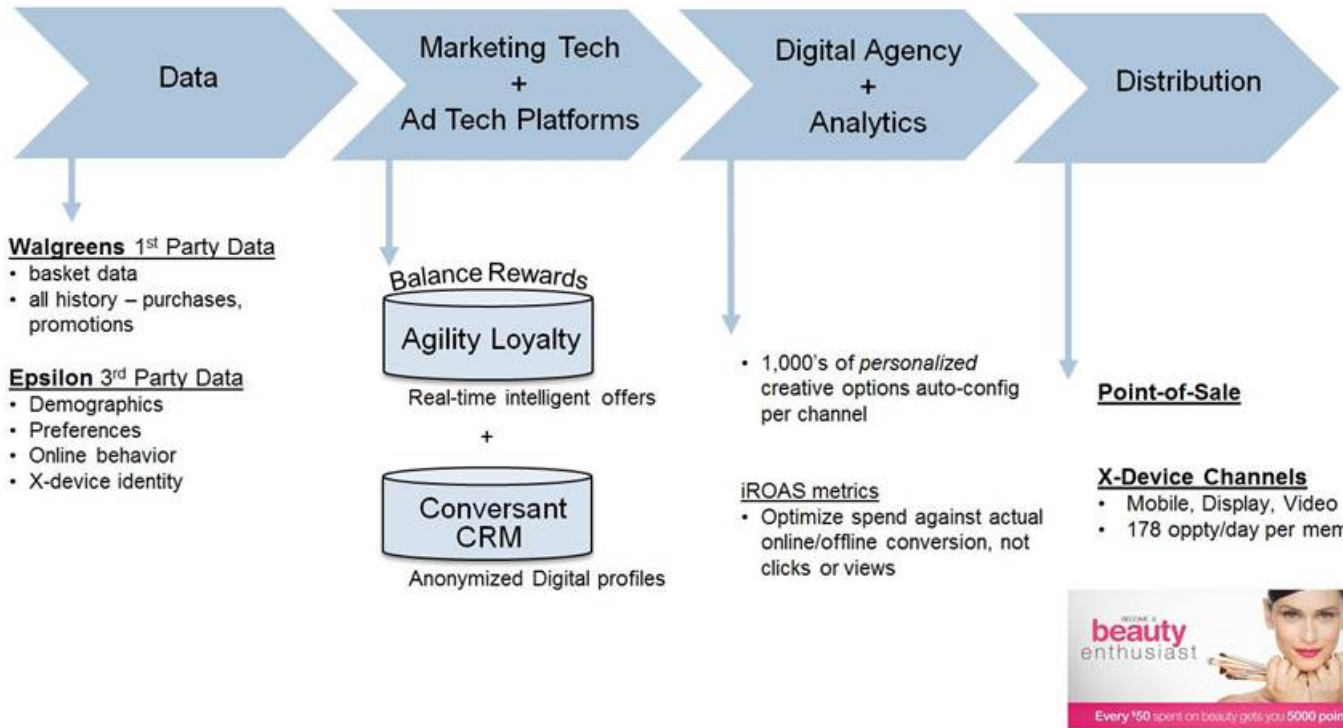 Data
Marketing Tech
+
Ad Tech Platforms
Digital Agency
+
Analytics
Distribution
Walgreens 1st Party Data
• basket data
• all history – purchases,
promotions
Epsilon 3rd Party Data
• Demographics
• Preferences
• Online behavior
• X-device identity
Balance Rewards
Agility Loyalty
Real-time intelligent offers
+
Conversant
CRM
Anonymized Digital profiles
• 1,000's of personalized
creative options auto-config
per channel
iROAS metrics
• Optimize spend against actual
online/offline conversion, not
clicks or views
Point-of-Sale
X-Device Channels
• Mobile, Display, Video
• 178 oppty/day per mem
BECOME A
beauty
enthusiast
Every $50 spent on beauty gets you 5000 poin